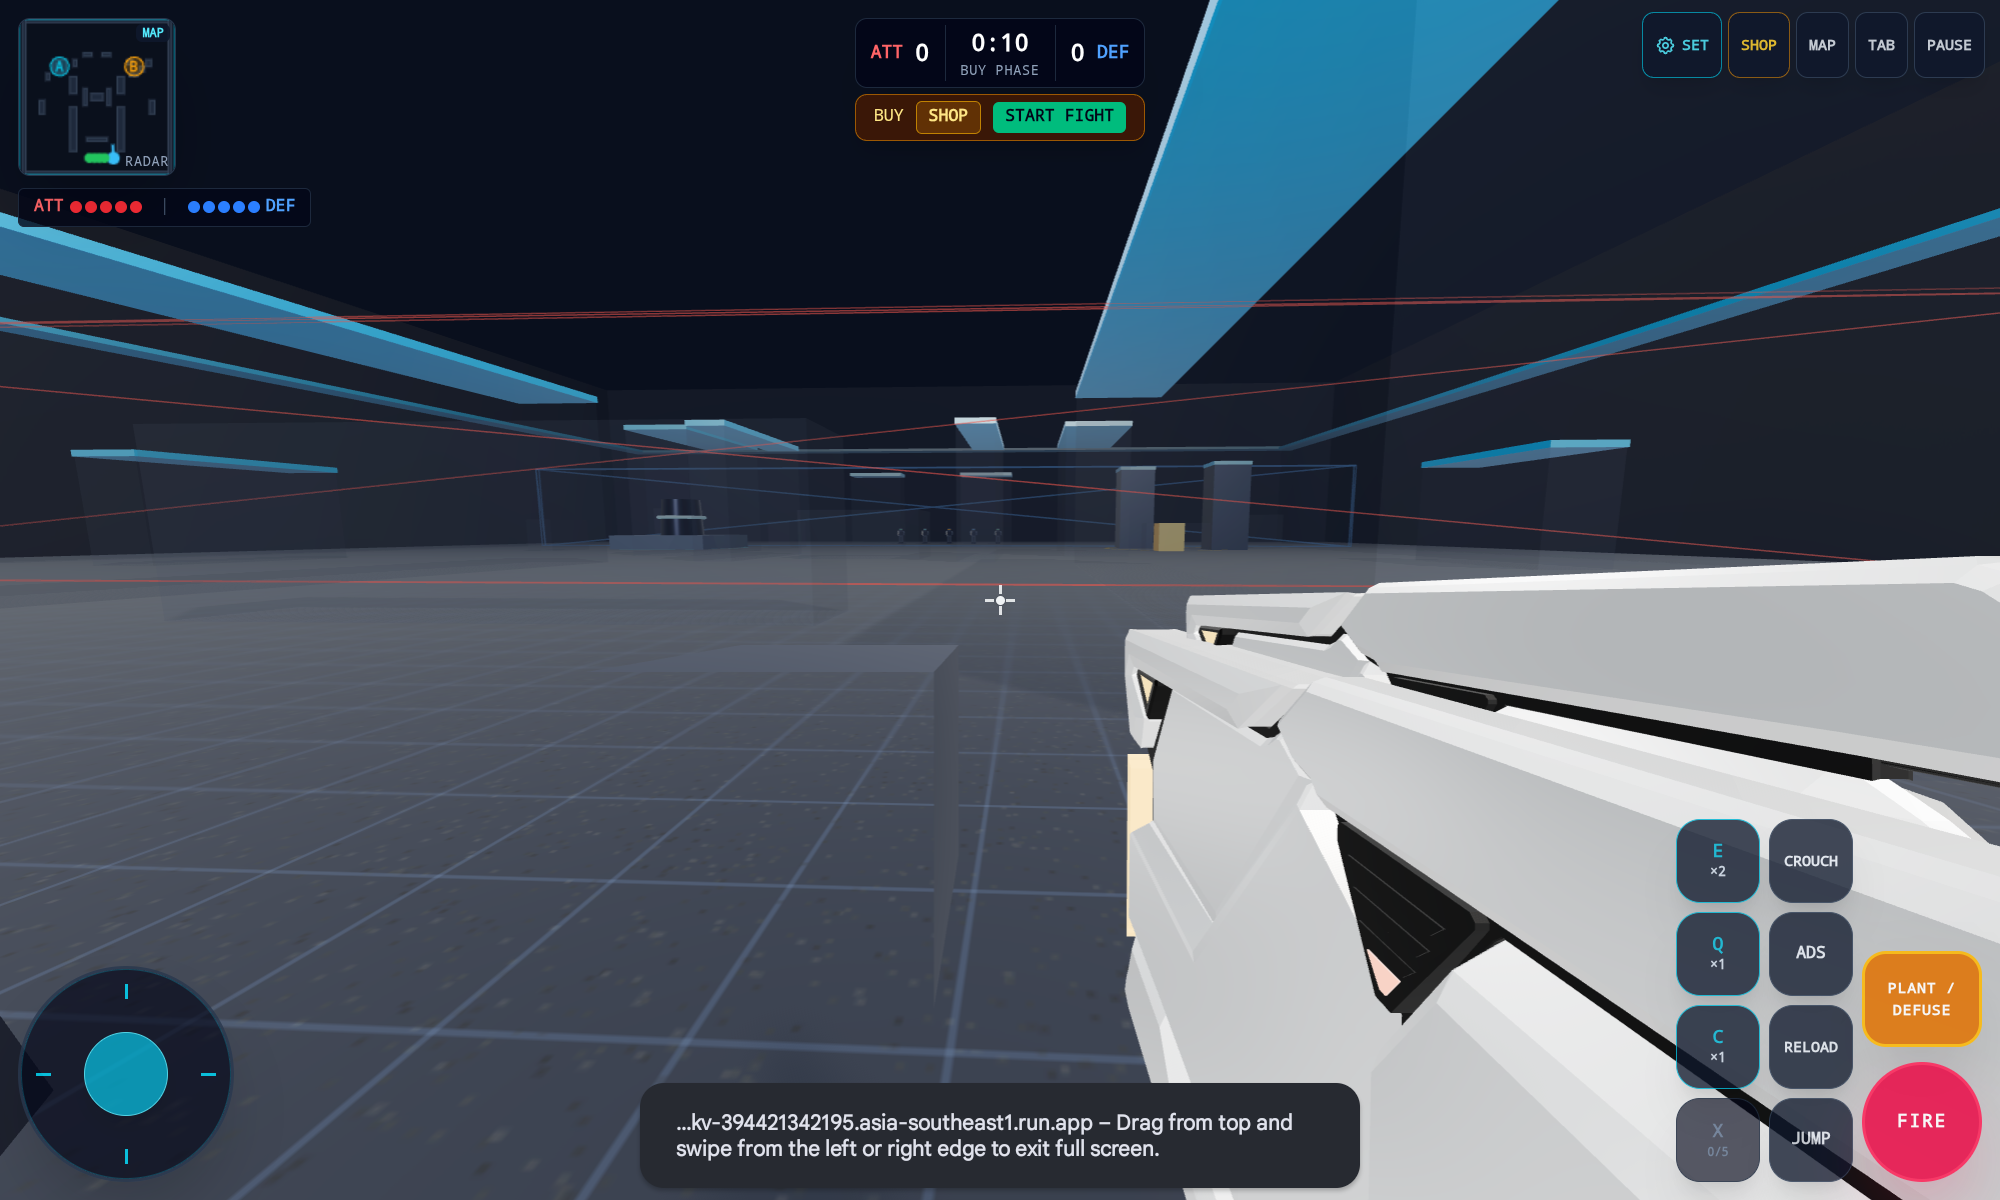 MAP
A
B
RADAR
ATT
DEF
ATT 0
0:10
BUY PHASE
0 DEF
BUY
SHOP
START FIGHT
SET
SHOP
MAP
TAB
PAUSE
E
×2
CROUCH
Q
×1
ADS
C
×1
RELOAD
PLANT /
DEFUSE
X
0/5
JUMP
FIRE
...kv-394421342195.asia-southeast1.run.app – Drag from top and
swipe from the left or right edge to exit full screen.